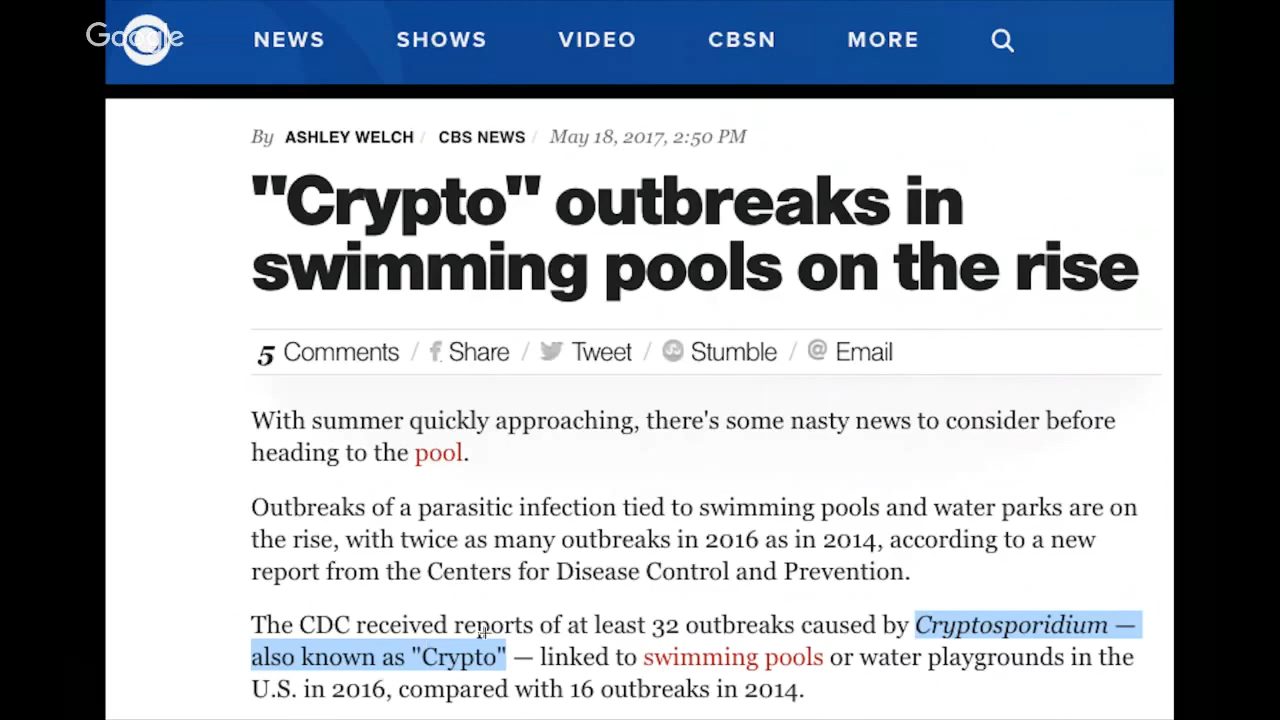 Google
NEWS SHOWS VIDEO CBSN MORE
By ASHLEY WELCH / CBS NEWS / May 18, 2017, 2:50 PM
"Crypto" outbreaks in
swimming pools on the rise
5 Comments / f Share / Tweet / Stumble / @ Email
With summer quickly approaching, there's some nasty news to consider before
heading to the pool.
Outbreaks of a parasitic infection tied to swimming pools and water parks are on
the rise, with twice as many outbreaks in 2016 as in 2014, according to a new
report from the Centers for Disease Control and Prevention.
The CDC received reports of at least 32 outbreaks caused by Cryptosporidium —
also known as "Crypto" — linked to swimming pools or water playgrounds in the
U.S. in 2016, compared with 16 outbreaks in 2014.